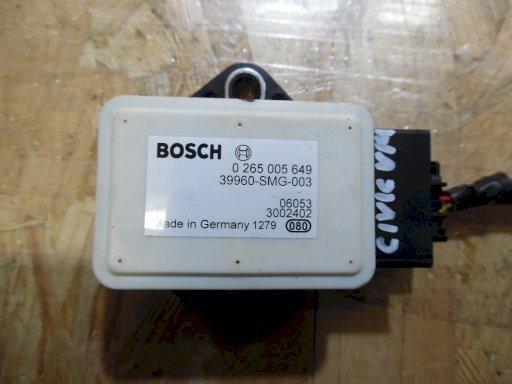 BOSCH
0 265 005 649
39960-SMG-003
06053
3002402
Made in Germany 1279 080
CIVIC VIII